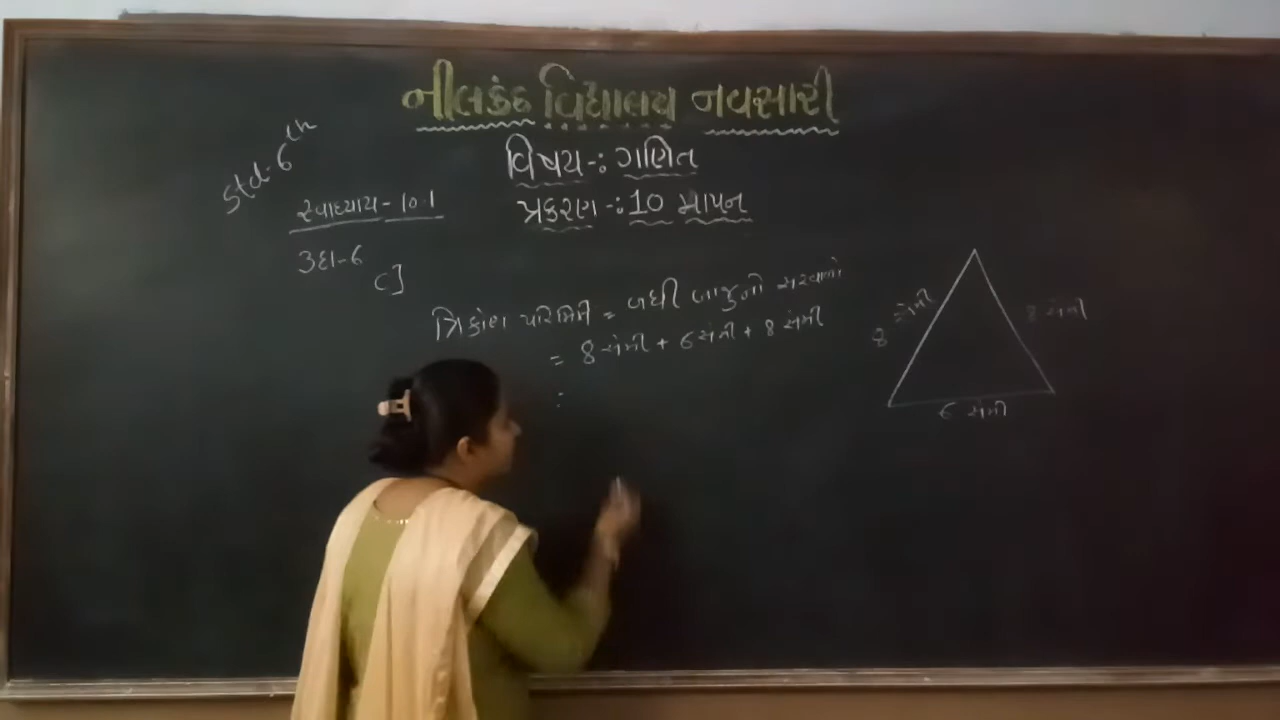 નીલકંઠ વિદ્યાલય નવસારી
Std-6th
વિષય-: ગણિત
સ્વાધ્યાય-10.1
પ્રકરણ-: 10 માપન
ઉદા-6
C]
ત્રિકોણ પરિમિતી = બધી બાજુનો સરવાળો
= 8 સેમી + 6 સેમી + 8 સેમી
8 સેમી
8 સેમી
6 સેમી